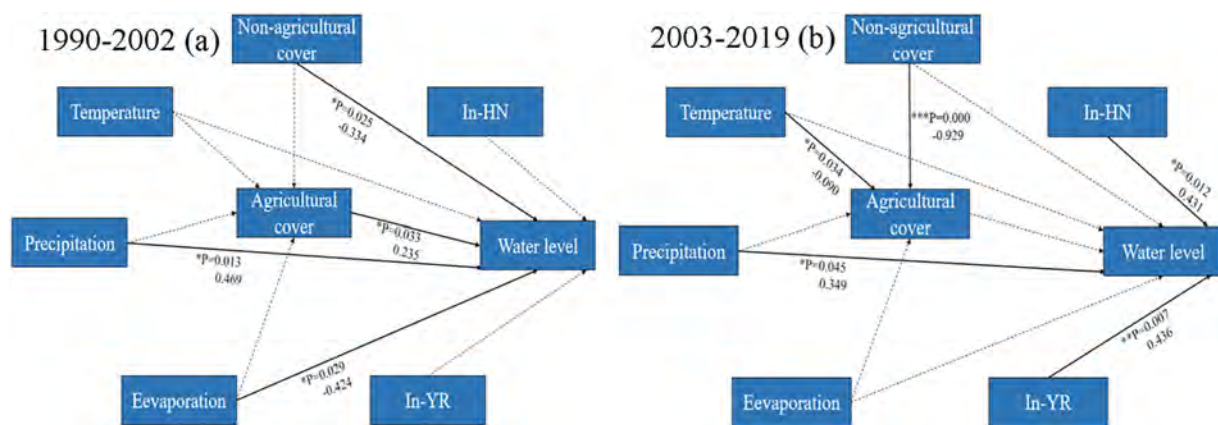 1990-2002 (a)
Non-agricultural
cover
Temperature
In-HN
*P=0.025
-0.334
Agricultural
cover
*P=0.033
0.235
Precipitation
*P=0.013
0.469
Water level
*P=0.029
-0.424
Eevaporation
In-YR
2003-2019 (b)
Non-agricultural
cover
Temperature
In-HN
***P=0.000
-0.929
*P=0.034
-0.090
*P=0.012
0.431
Agricultural
cover
Precipitation
*P=0.045
0.349
Water level
**P=0.007
0.436
Eevaporation
In-YR